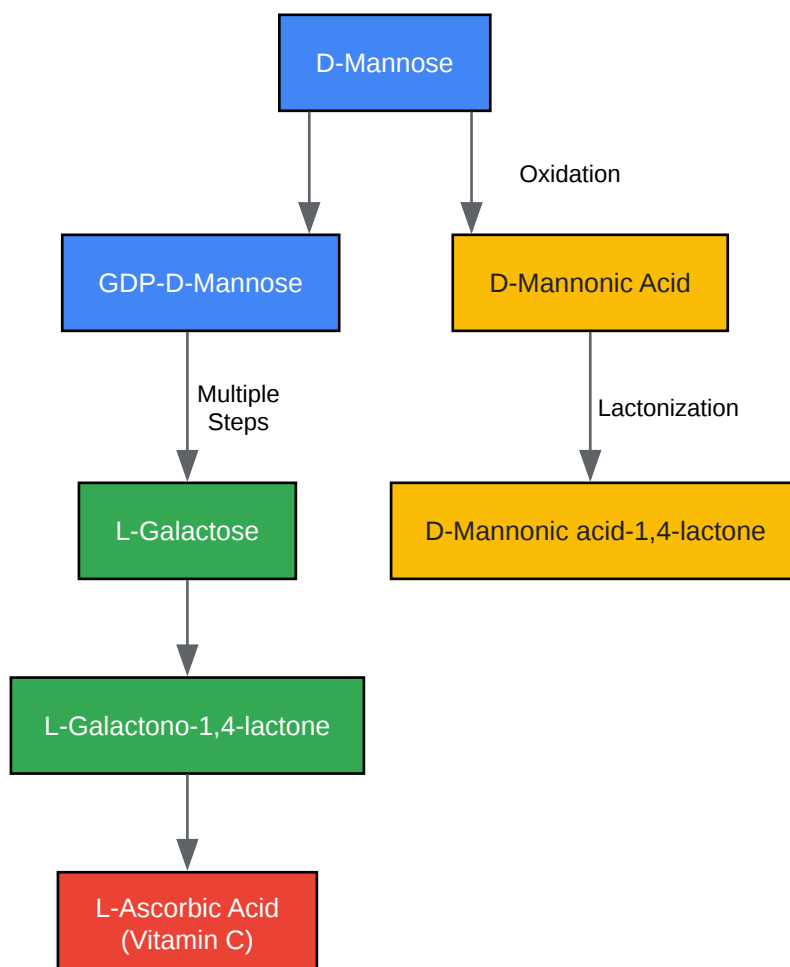 D-Mannose
Oxidation
GDP-D-Mannose
D-Mannonic Acid
Multiple
Steps
Lactonization
L-Galactose
D-Mannonic acid-1,4-lactone
L-Galactono-1,4-lactone
L-Ascorbic Acid
(Vitamin C)